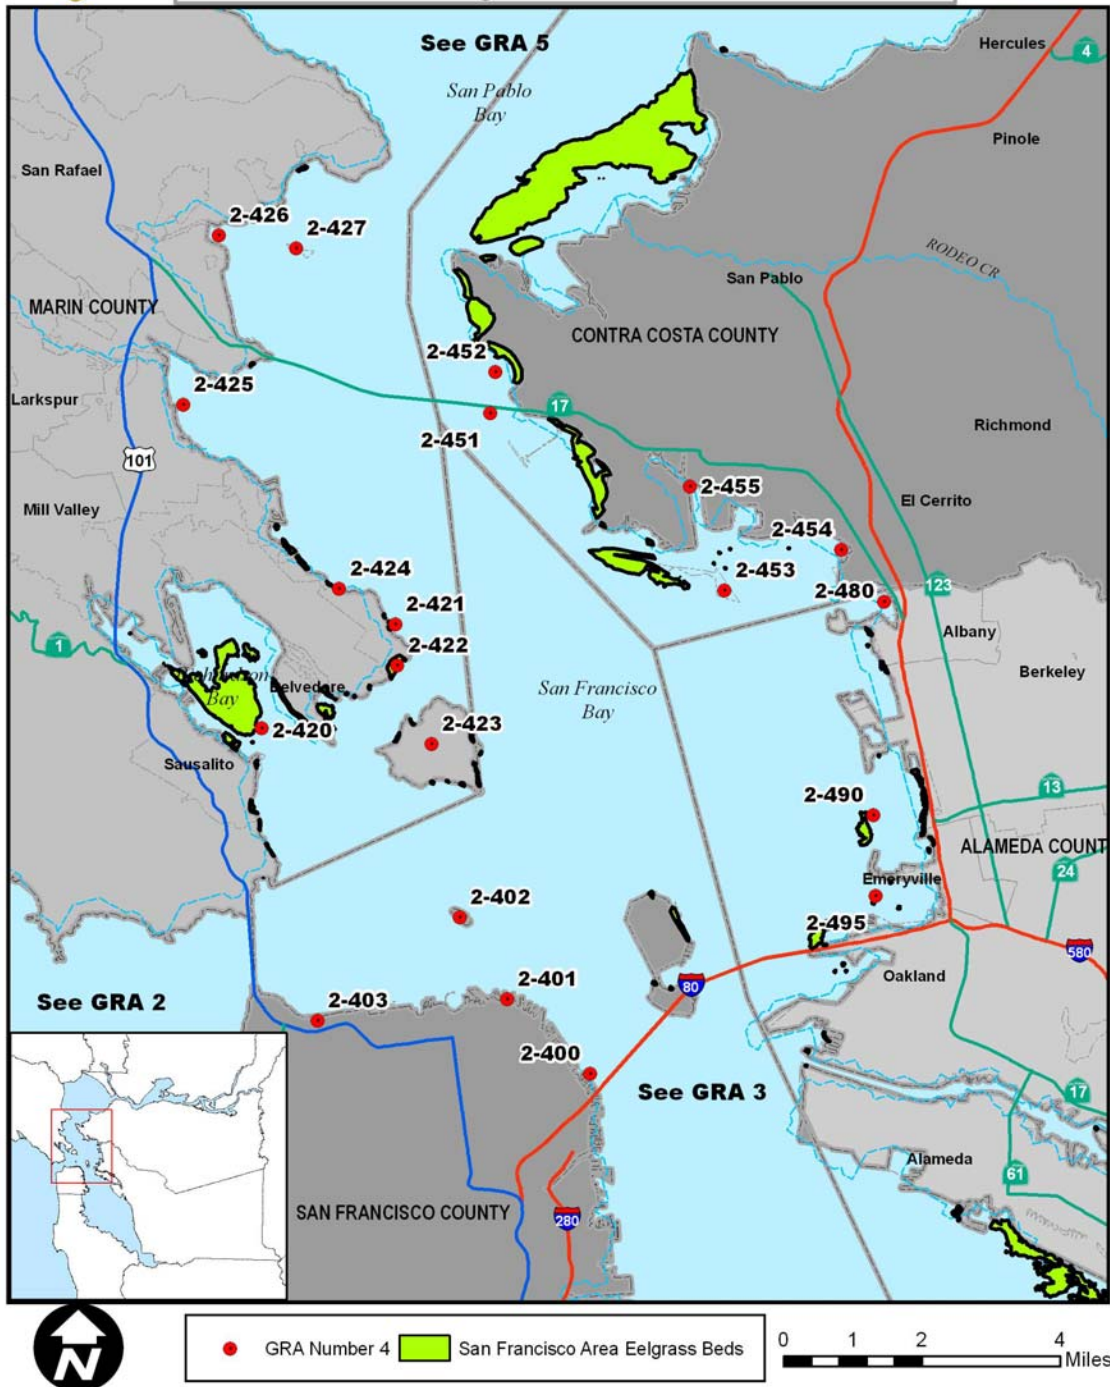 See GRA 5
Hercules
4
San Pablo
Bay
Pinole
San Rafael
2-426
2-427
RODEO CR
San Pablo
MARIN COUNTY
CONTRA COSTA COUNTY
2-452
2-425
Larkspur
17
2-451
Richmond
101
2-455
El Cerrito
Mill Valley
2-454
2-424
2-453
2-480
123
2-421
Albany
1
2-422
Berkeley
Bay
Belvedere
San Francisco
Bay
2-420
2-423
Sausalito
2-490
13
ALAMEDA COUNT
24
Emeryville
2-402
2-495
580
Oakland
80
See GRA 2
2-401
2-403
2-400
See GRA 3
17
Alameda
61
SAN FRANCISCO COUNTY
280
N
GRA Number 4
San Francisco Area Eelgrass Beds
0 1 2 4
Miles